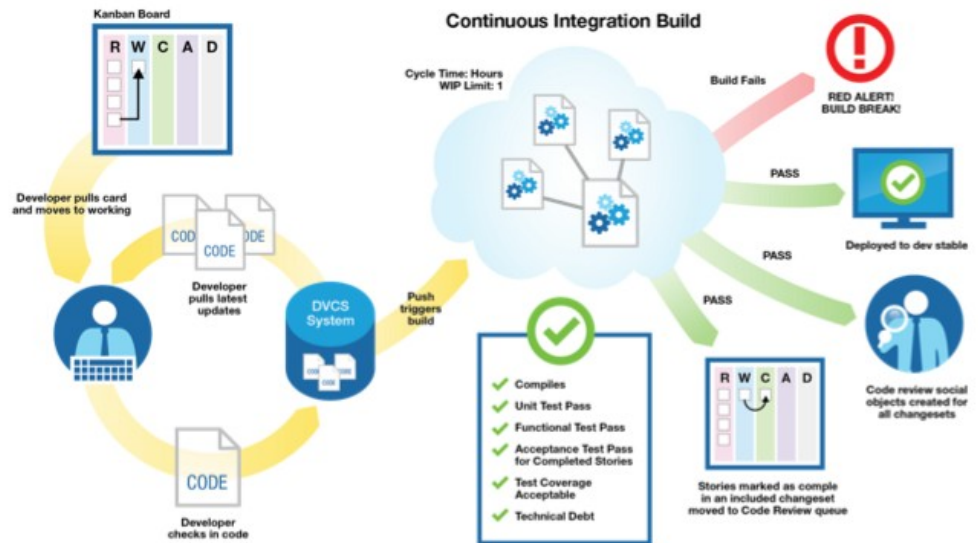 Kanban Board
R W C A D
Developer pulls card
and moves to working
CODE
CODE
CODE
Developer
pulls latest
updates
DVCS
System
CODE
CODE
CODE
CODE
Developer
checks in code
Push
triggers
build
Continuous Integration Build
Cycle Time: Hours
WIP Limit: 1
Compiles
Unit Test Pass
Functional Test Pass
Acceptance Test Pass
for Completed Stories
Test Coverage
Acceptable
Technical Debt
Build Fails
RED ALERT!
BUILD BREAK!
PASS
Deployed to dev stable
PASS
Code review social
objects created for
all changesets
PASS
R W C A D
Stories marked as comple
in an included changeset
moved to Code Review queue